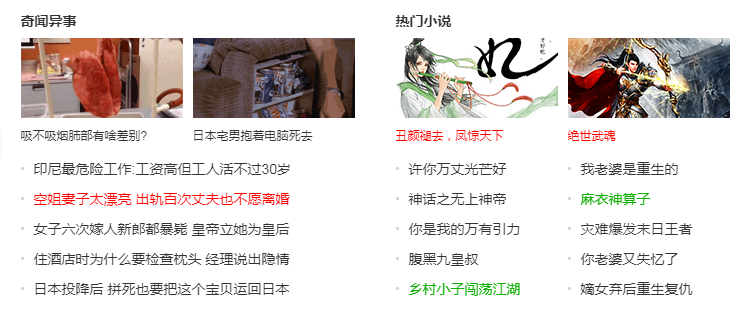 奇闻异事
吸不吸烟肺部有啥差别?
日本宅男抱着电脑死去
印尼最危险工作:工资高但工人活不过30岁
空姐妻子太漂亮 出轨百次丈夫也不愿离婚
女子六次嫁人新郎都暴毙 皇帝立她为皇后
住酒店时为什么要检查枕头 经理说出隐情
日本投降后 拼死也要把这个宝贝运回日本
热门小说
丑颜褪去，凤惊天下
绝世武魂
许你万丈光芒好
神话之无上神帝
你是我的万有引力
腹黑九皇叔
乡村小子闯荡江湖
我老婆是重生的
麻衣神算子
灾难爆发末日王者
你老婆又失忆了
嫡女弃后重生复仇